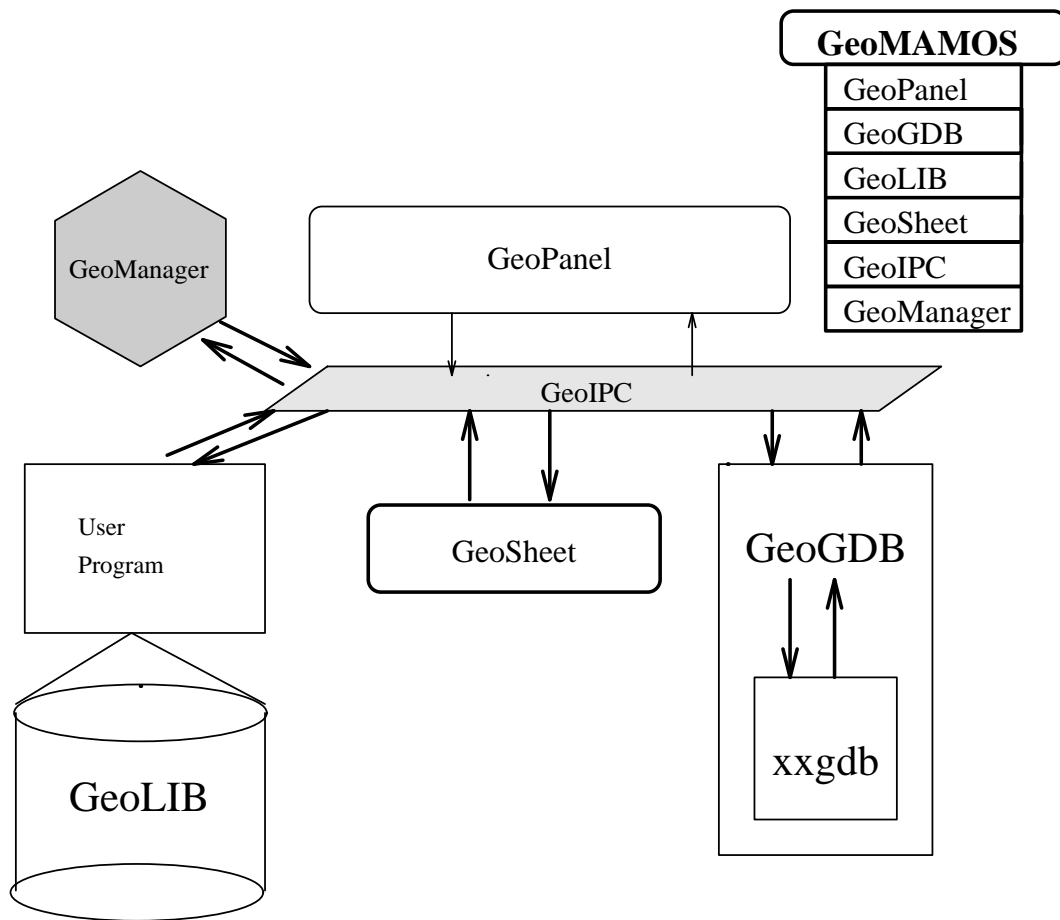 GeoMAMOS
GeoPanel
GeoGDB
GeoLIB
GeoSheet
GeoIPC
GeoManager
GeoManager
GeoPanel
GeoIPC
User
Program
GeoSheet
GeoGDB
xxgdb
GeoLIB